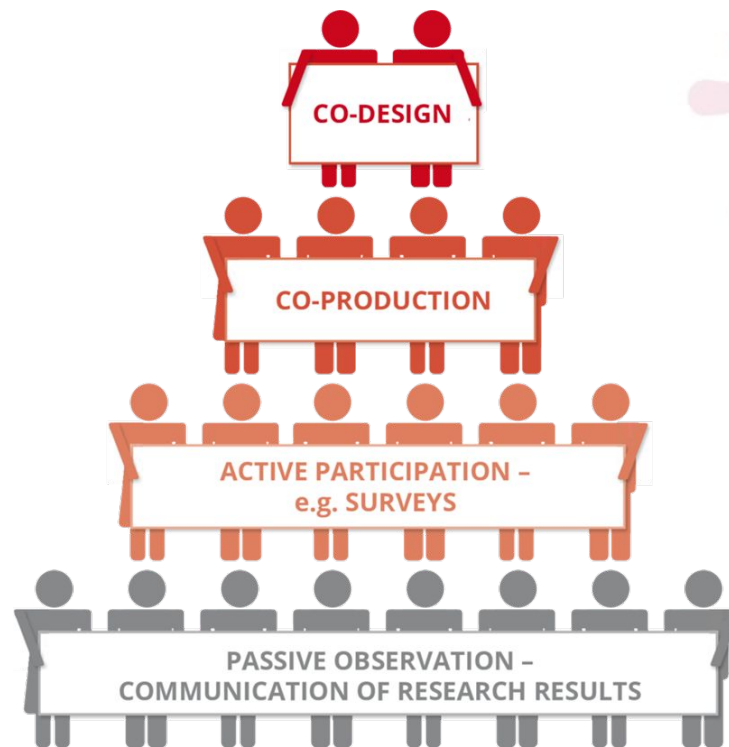 CO-DESIGN
CO-PRODUCTION
ACTIVE PARTICIPATION –
e.g. SURVEYS
PASSIVE OBSERVATION –
COMMUNICATION OF RESEARCH RESULTS